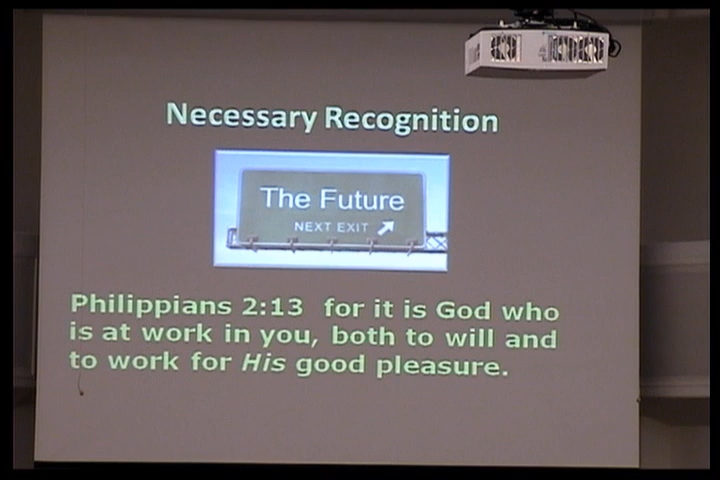 Necessary Recognition
The Future
NEXT EXIT
Philippians 2:13 for it is God who
is at work in you, both to will and
to work for His good pleasure.